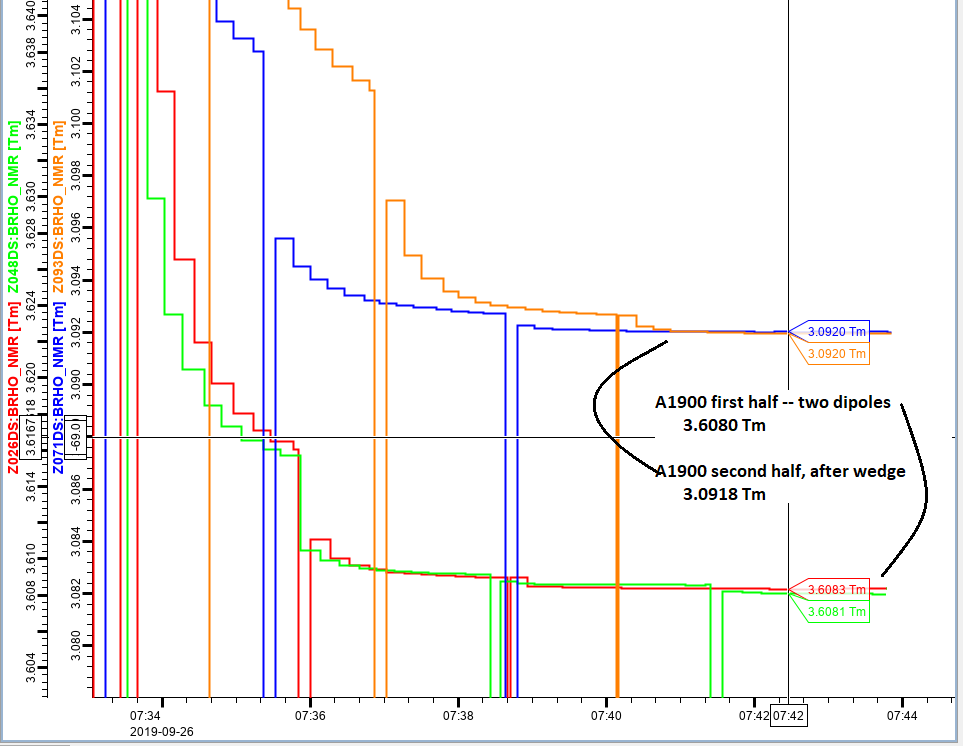 Z026DS:BRHO_NMR [Tm] Z048DS:BRHO_NMR [Tm]
3.640
3.638
3.634
3.630
3.628
3.624
3.620
18
3.6167
3.614
3.610
3.608
3.604
Z071DS:BRHO_NMR [Tm] Z093DS:BRHO_NMR [Tm]
3.104
3.102
3.100
3.098
3.096
3.094
3.092
3.090
-69.0
3.086
3.084
3.082
3.080
3.0920 Tm
3.0920 Tm
A1900 first half -- two dipoles
3.6080 Tm
A1900 second half, after wedge
3.0918 Tm
3.6083 Tm
3.6081 Tm
07:34 07:36 07:38 07:40 07:42 07:42 07:44
2019-09-26